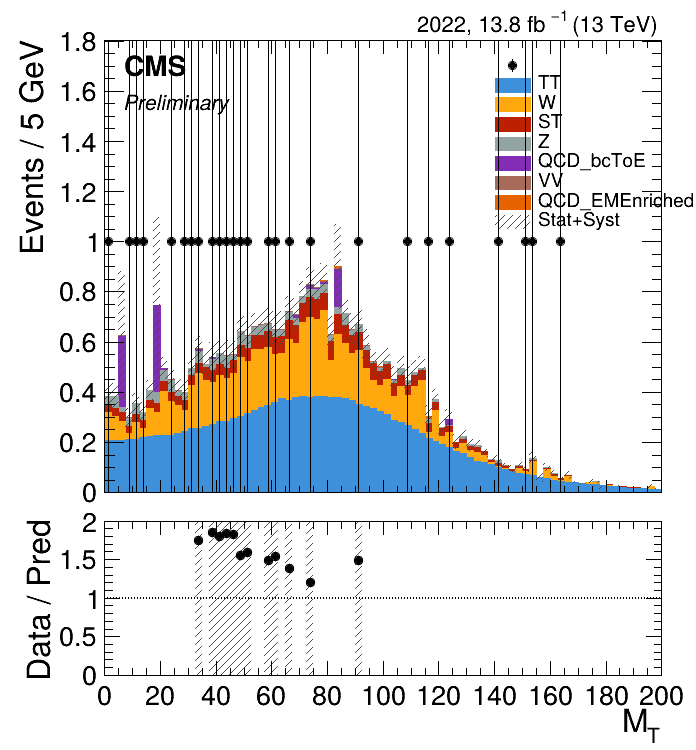 2022, 13.8 fb⁻¹ (13 TeV)
Events / 5 GeV
1.8
1.6
1.4
1.2
1
0.8
0.6
0.4
0.2
0
CMS
Preliminary
TT
W
ST
Z
QCD_bcToE
VV
QCD_EMEnriched
Stat+Syst
Data / Pred
2
1.5
1
0.5
0
0 20 40 60 80 100 120 140 160 180 200
M_T